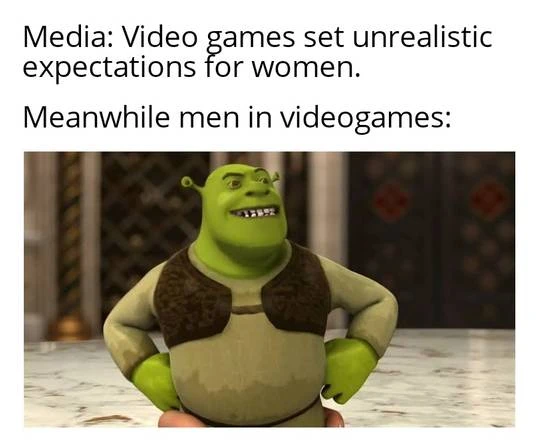 Media: Video games set unrealistic
expectations for women.
Meanwhile men in videogames: